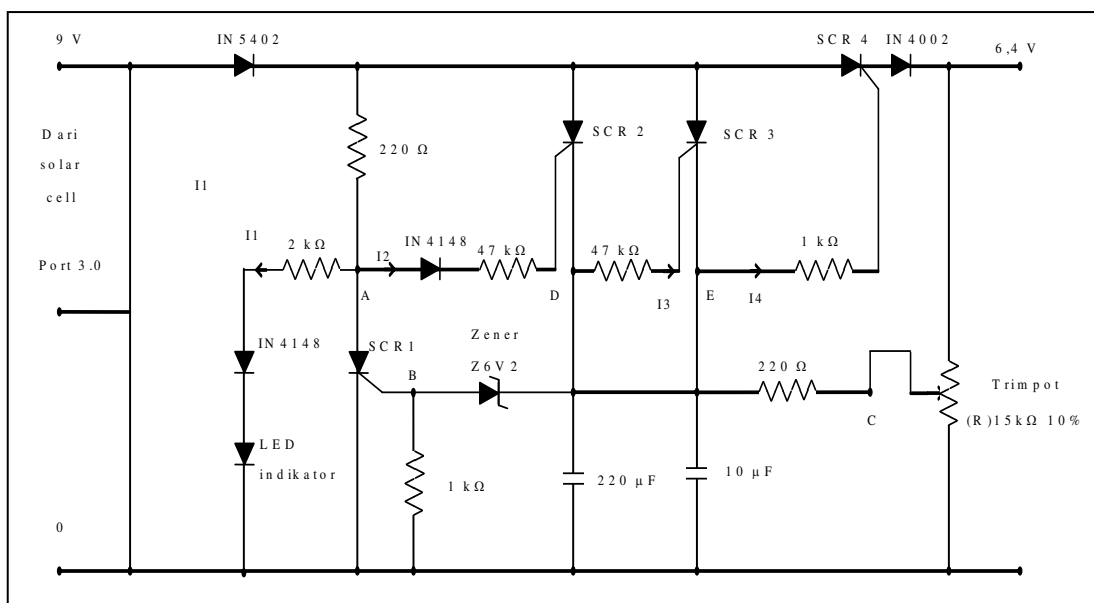 9 V
IN 5402
SCR 4
IN 4002
6,4 V
Dari
solar
cell
220 Ω
SCR 2
SCR 3
I1
I1
2 kΩ
I2
IN 4148
47 kΩ
47 kΩ
1 kΩ
Port 3.0
A
D
I3
E
I4
IN 4148
SCR1
B
Zener
Z6V2
220 Ω
C
Trimpot
(R)15kΩ 10%
LED
indikator
1 kΩ
220 µF
10 µF
0